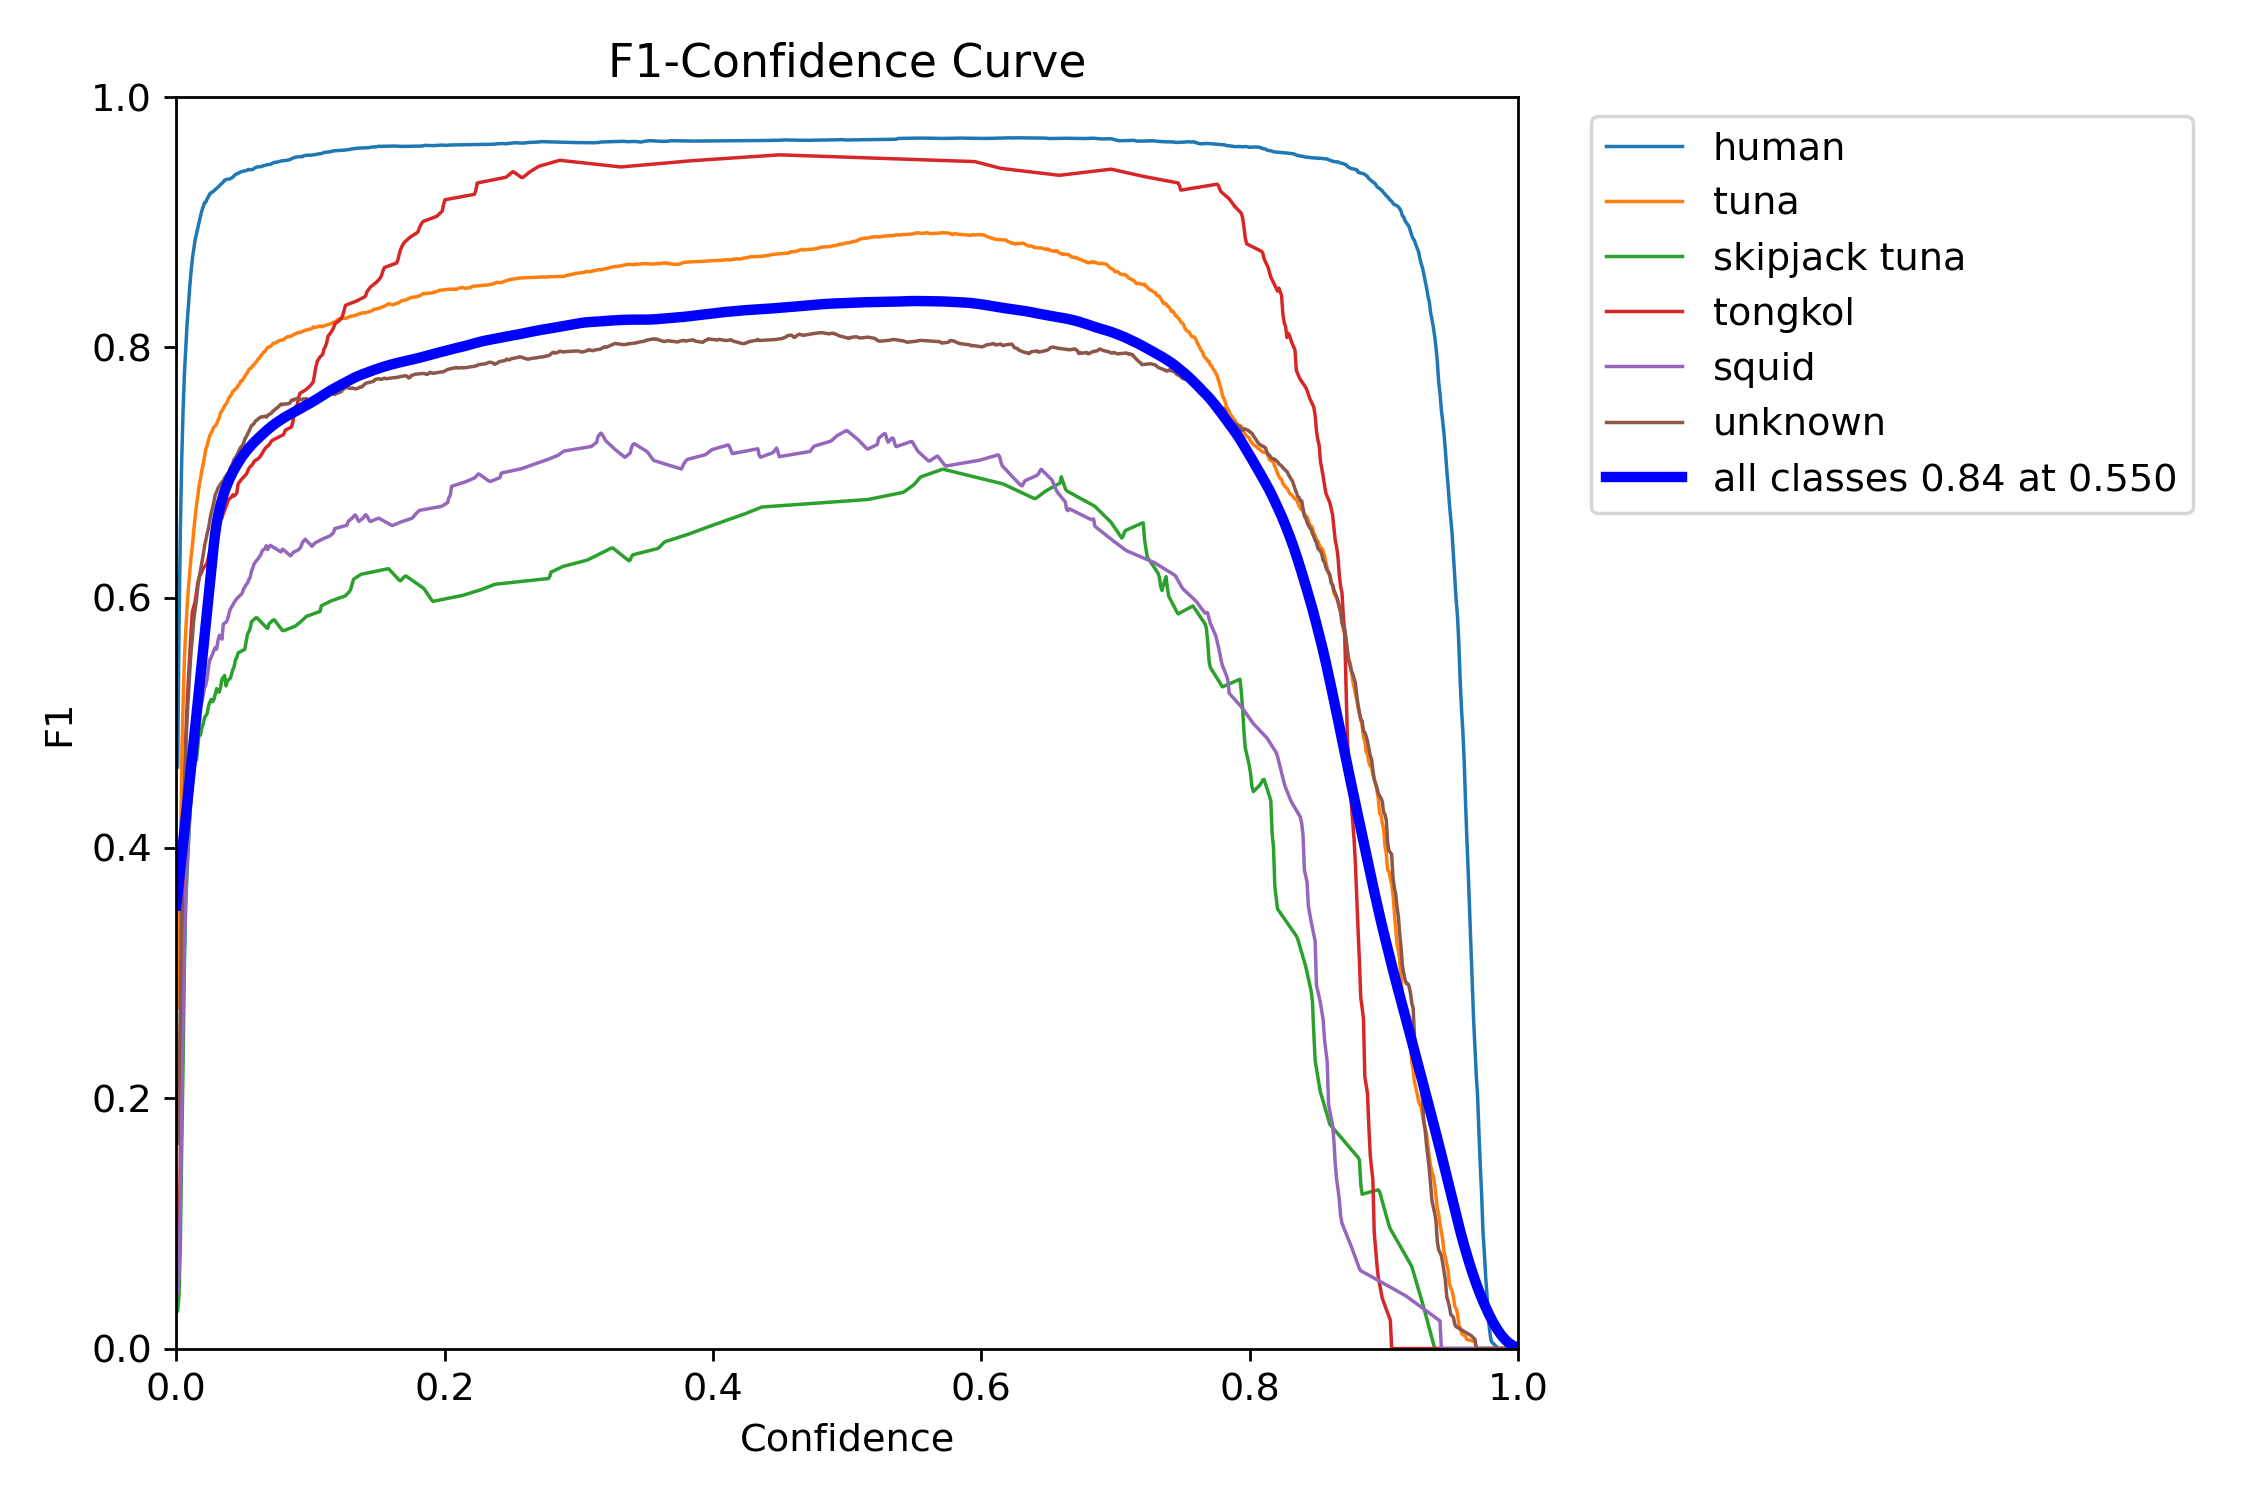 F1-Confidence Curve
1.0
0.8
0.6
0.4
0.2
0.0
F1
0.0 0.2 0.4 0.6 0.8 1.0
Confidence
human
tuna
skipjack tuna
tongkol
squid
unknown
all classes 0.84 at 0.550